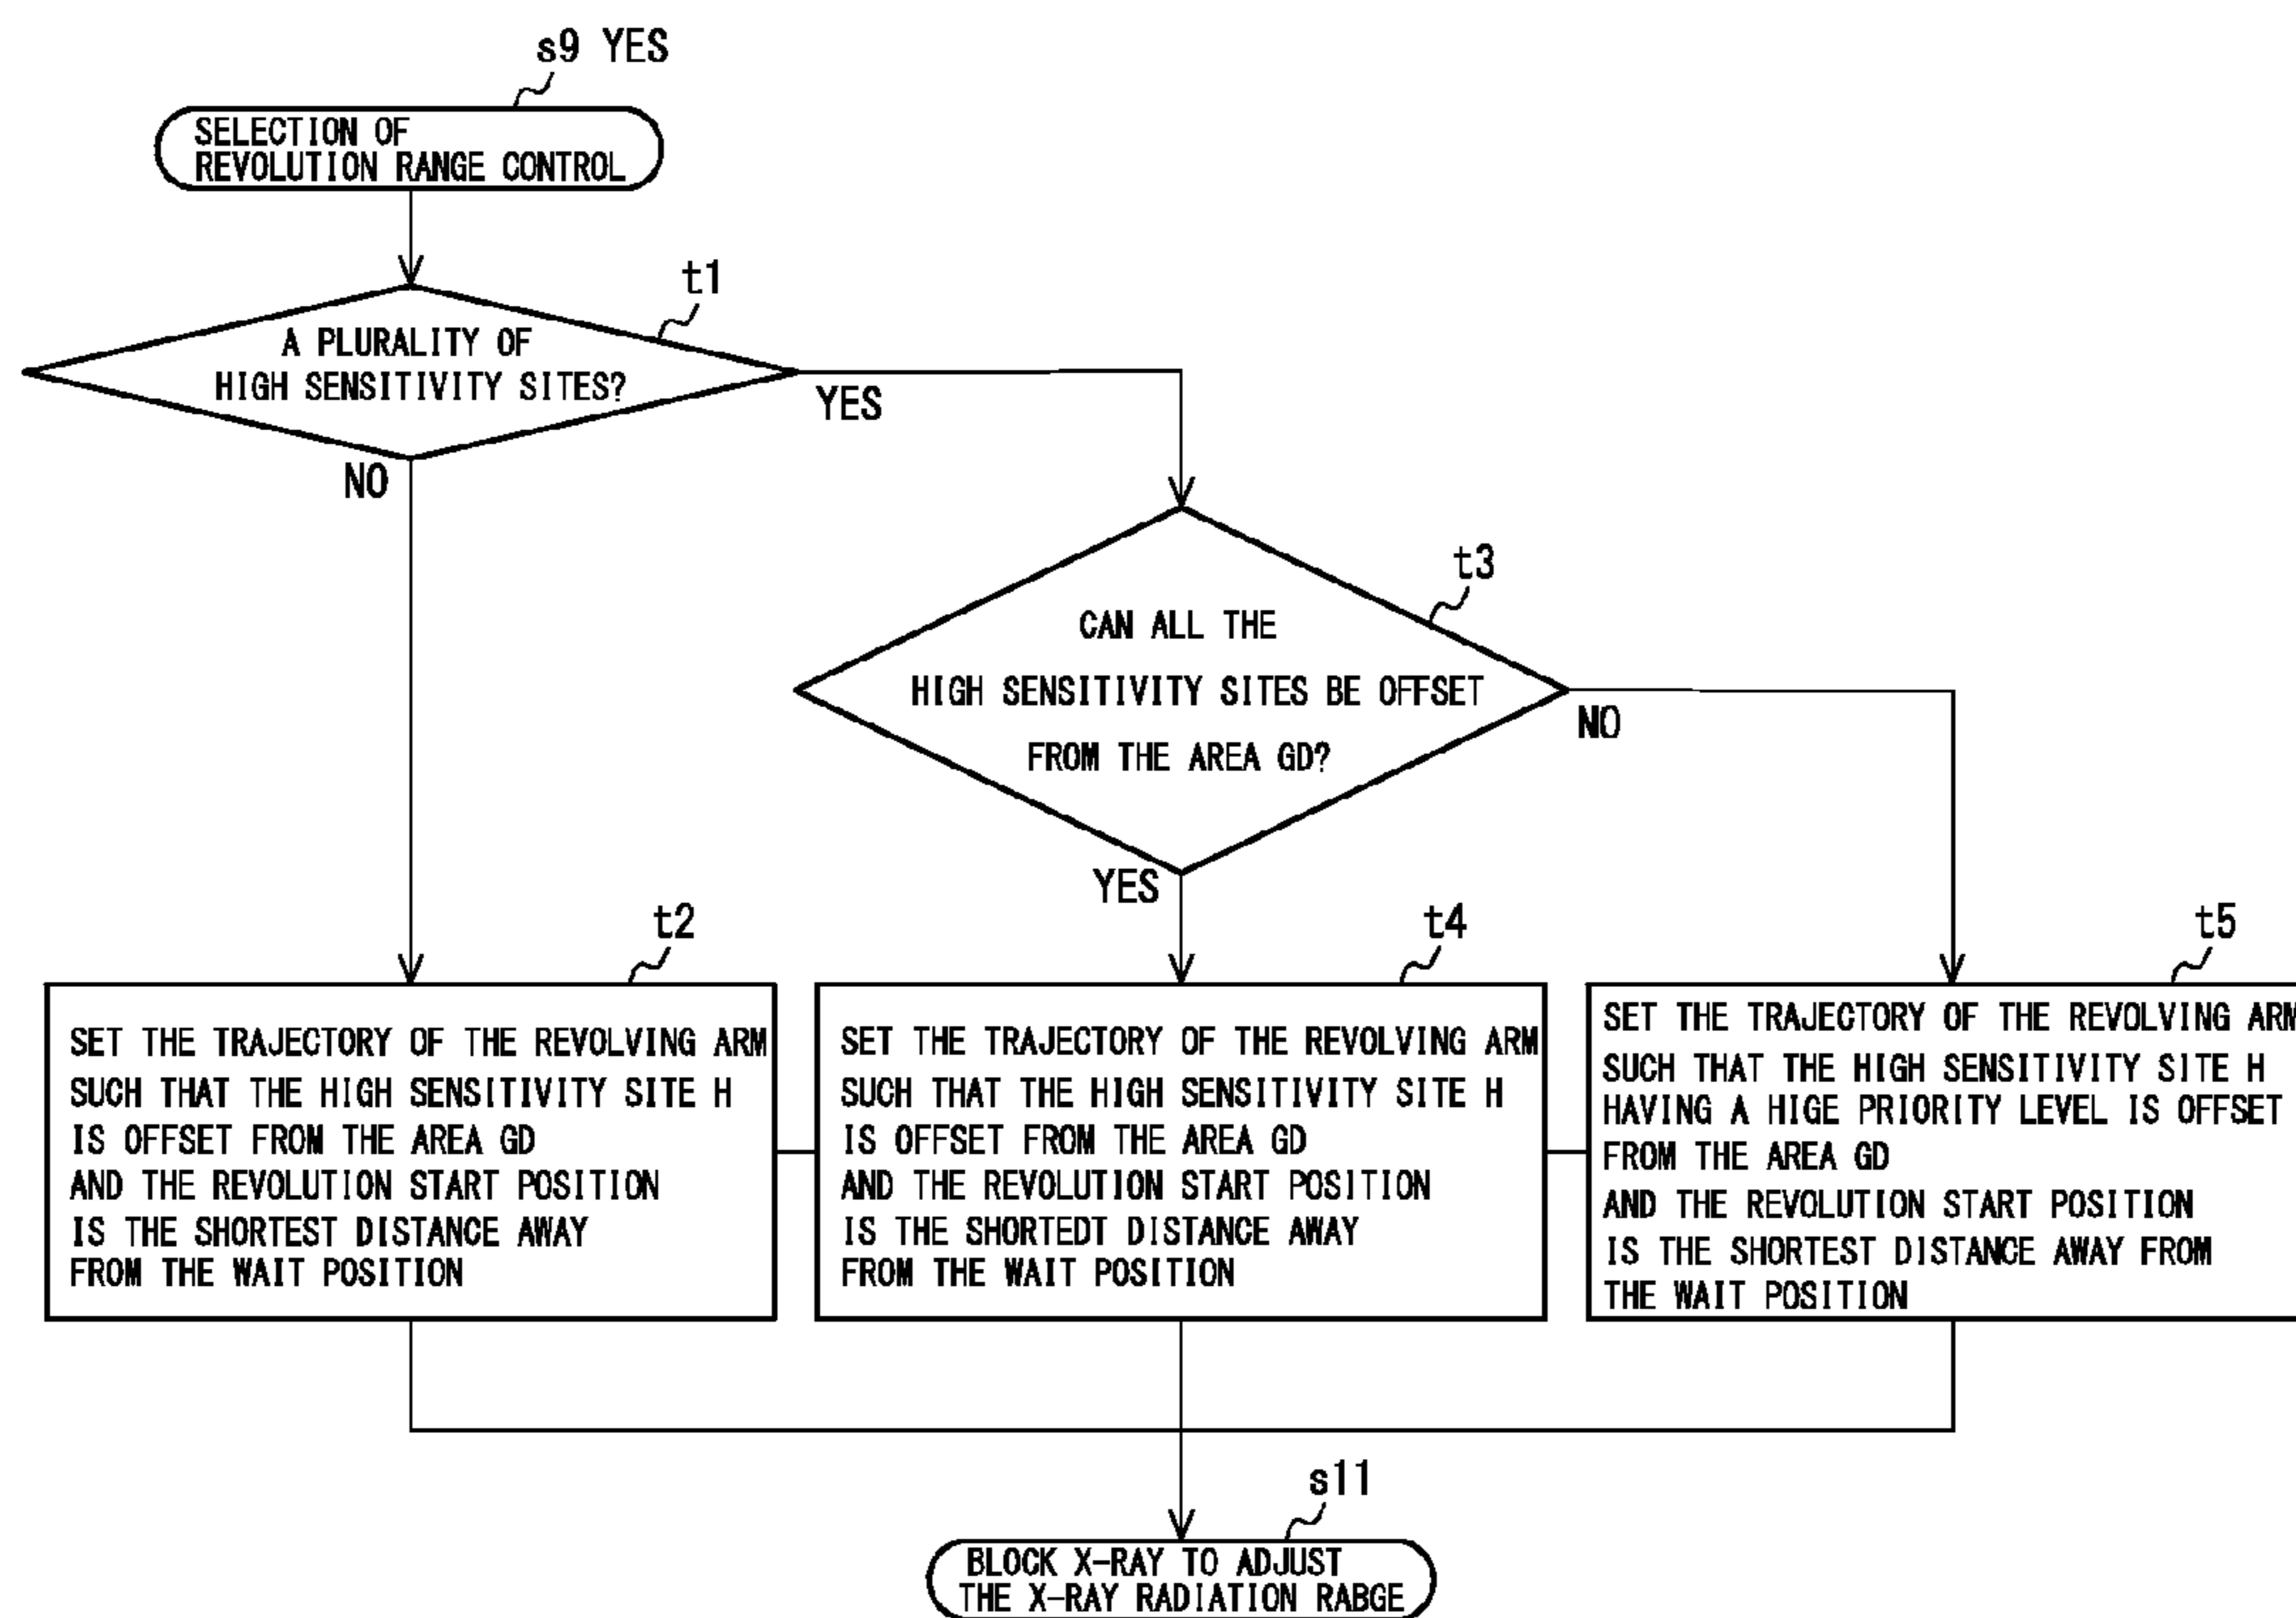 s9 YES
SELECTION OF
REVOLUTION RANGE CONTROL
t1
A PLURALITY OF
HIGH SENSITIVITY SITES?
YES
NO
t3
CAN ALL THE
HIGH SENSITIVITY SITES BE OFFSET
FROM THE AREA GD?
NO
YES
t2
SET THE TRAJECTORY OF THE REVOLVING ARM
SUCH THAT THE HIGH SENSITIVITY SITE H
IS OFFSET FROM THE AREA GD
AND THE REVOLUTION START POSITION
IS THE SHORTEST DISTANCE AWAY
FROM THE WAIT POSITION
t4
SET THE TRAJECTORY OF THE REVOLVING ARM
SUCH THAT THE HIGH SENSITIVITY SITE H
IS OFFSET FROM THE AREA GD
AND THE REVOLUTION START POSITION
IS THE SHORTEDT DISTANCE AWAY
FROM THE WAIT POSITION
t5
SET THE TRAJECTORY OF THE REVOLVING ARM
SUCH THAT THE HIGH SENSITIVITY SITE H
HAVING A HIGE PRIORITY LEVEL IS OFFSET
FROM THE AREA GD
AND THE REVOLUTION START POSITION
IS THE SHORTEST DISTANCE AWAY FROM
THE WAIT POSITION
s11
BLOCK X-RAY TO ADJUST
THE X-RAY RADIATION RABGE